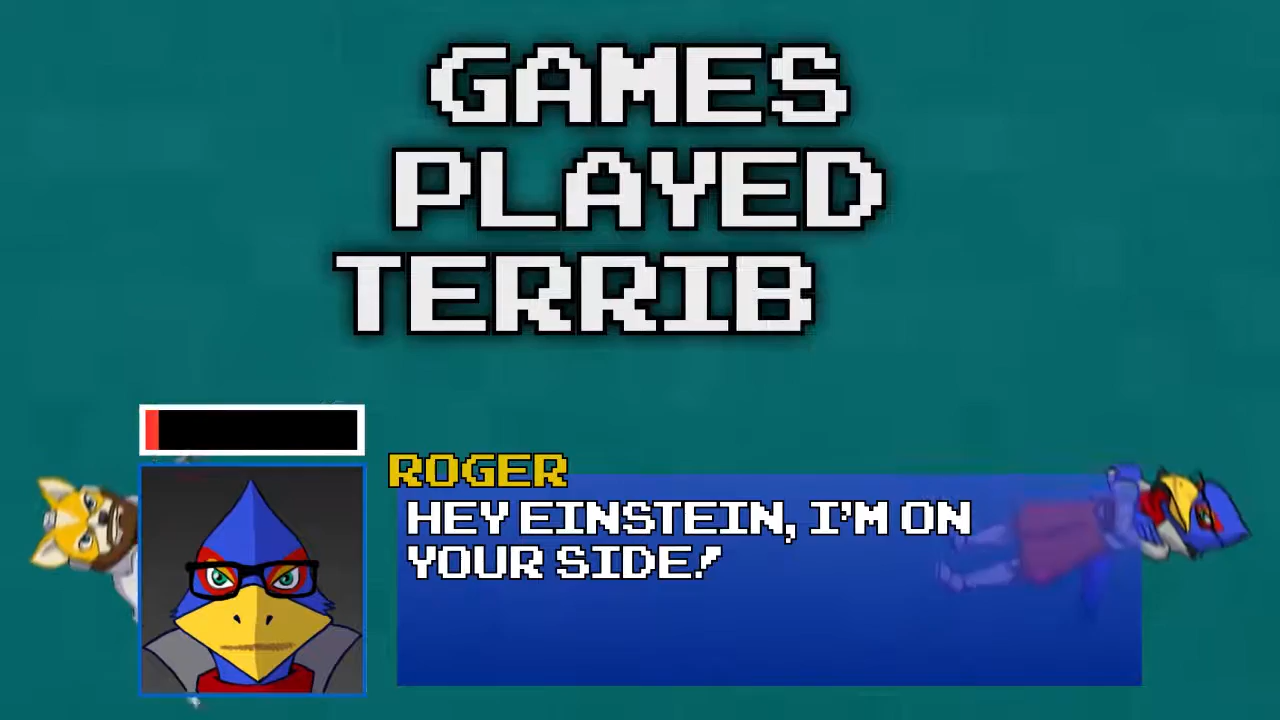 GAMES
PLAYED
TERRIB
ROGER
HEY EINSTEIN, I'M ON
YOUR SIDE!